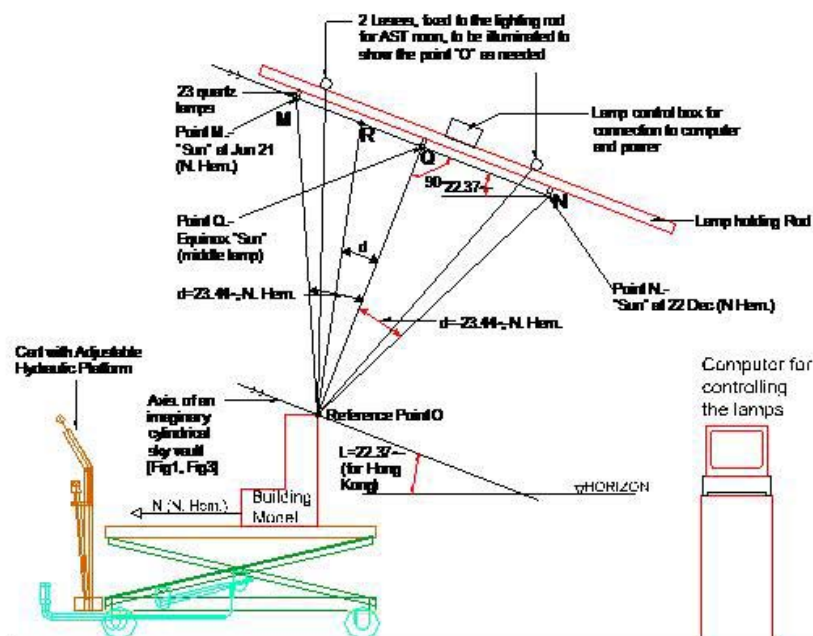 2 Lasers, fixed to the lighting rod
for AST noon, to be illuminated to
show the point "O" as needed
23 quartz
lamps
M
Point M.-
"Sun" at Jun 21
(N. Hem.)
R
Lamp control box for
connection to computer
and power
Q
90
22.37
N
Lamp holding Rod
Point Q.-
Equinox "Sun"
(middle lamp)
d
d=23.44-, N. Hem.
d=-23.44-, N. Hem.
Point N.-
"Sun" at 22 Dec (N Hem.)
Cart with Adjustable
Hydraulic Platform
Axis of an
imaginary
cylindrical
sky vault
[Fig1, Fig3]
Reference Point O
L=22.37
(for Hong
Kong)
HORIZON
Computer for
controlling
the lamps
N (N. Hem.)
Building
Model